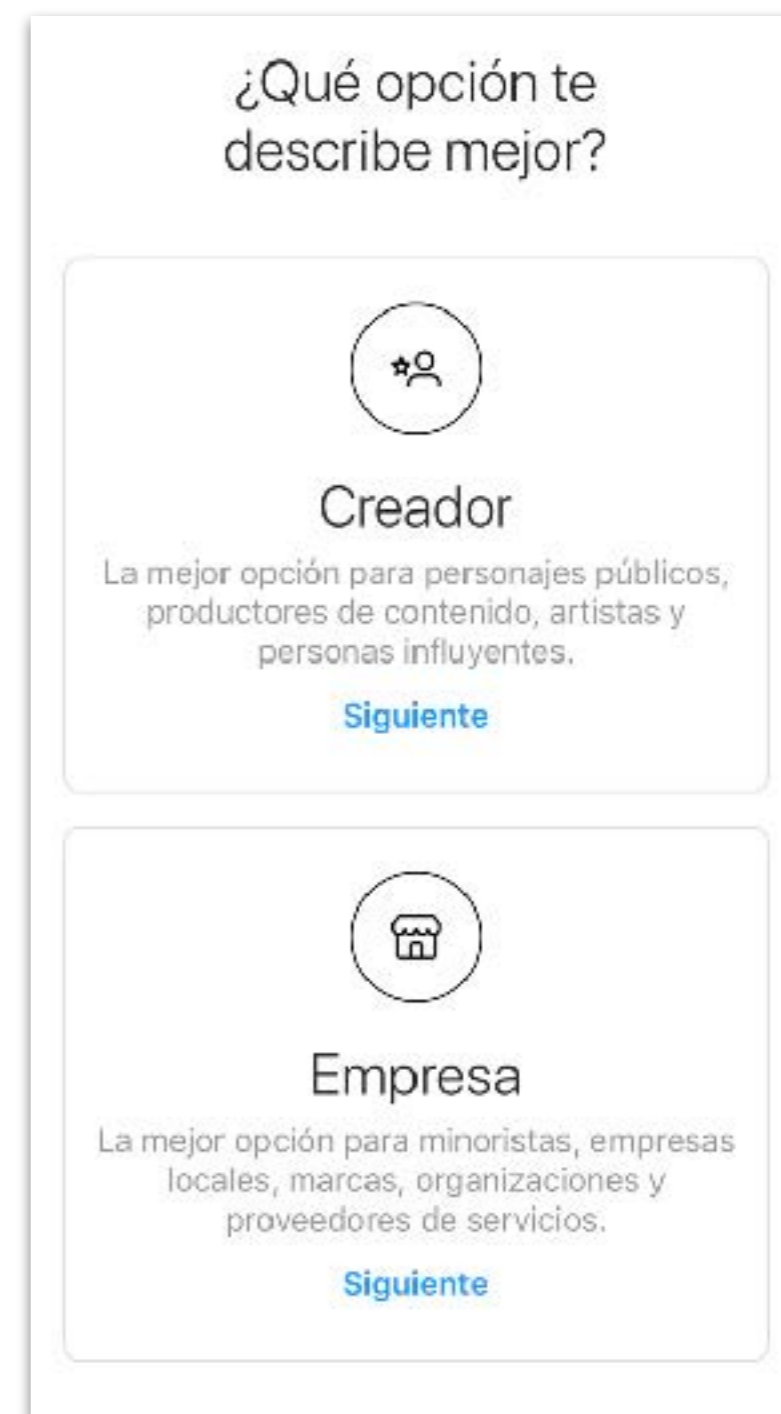 ¿Qué opción te
describe mejor?
Creador
La mejor opción para personajes públicos,
productores de contenido, artistas y
personas influyentes.
Siguiente
Empresa
La mejor opción para minoristas, empresas
locales, marcas, organizaciones y
proveedores de servicios.
Siguiente